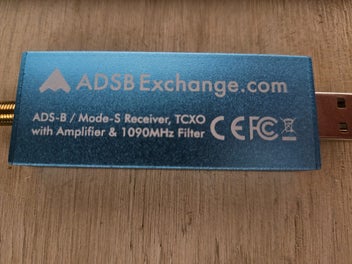 ADSBExchange.com
ADS-B / Mode-S Receiver, TCXO
with Amplifier & 1090MHz Filter
CE FC